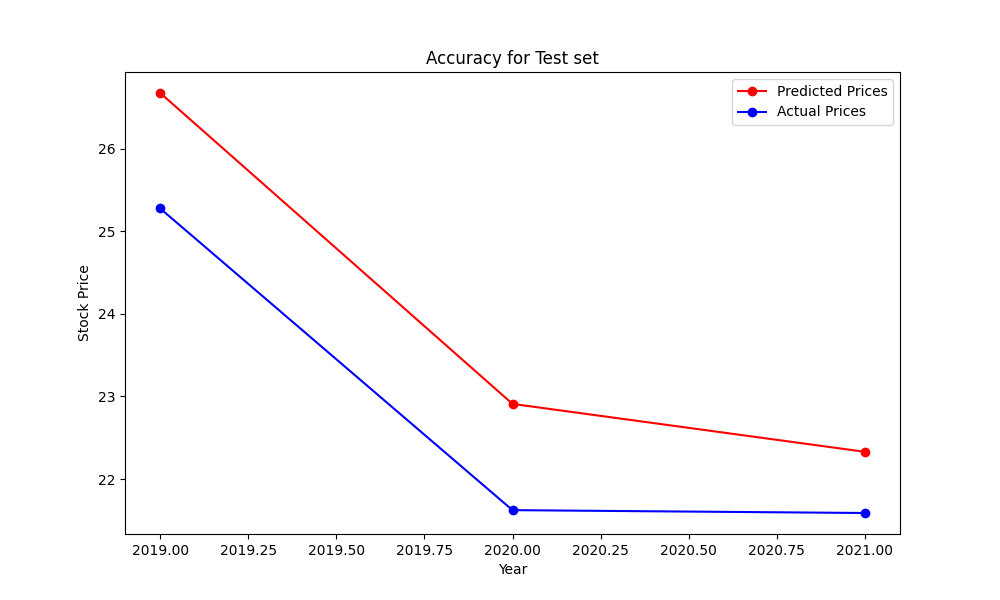 Accuracy for Test set
Predicted Prices
Actual Prices
26
25
24
23
22
Stock Price
2019.00 2019.25 2019.50 2019.75 2020.00 2020.25 2020.50 2020.75 2021.00
Year